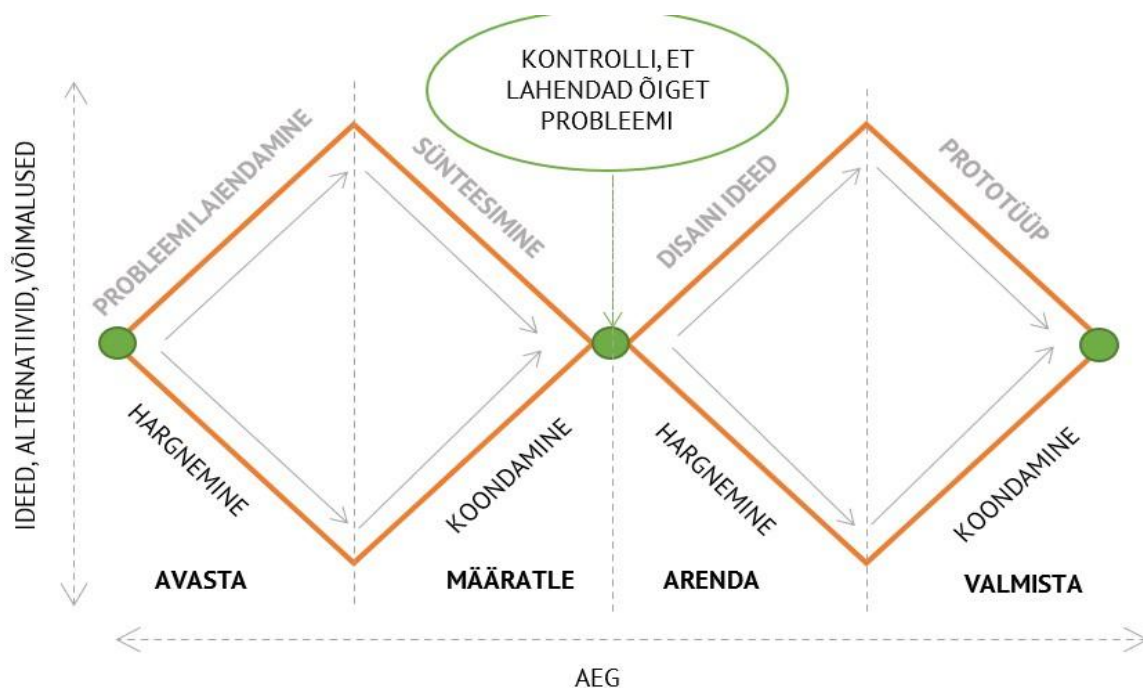 KONTROLLI, ET
LAHENDAD ÕIGET
PROBLEEMI
IDEED, ALTERNATIIVID, VÕIMALUSED
PROBLEEMI LAIENDAMINE
SÜNTEESIMINE
DISAINI IDEED
PROTOTÜÜP
HARGNEMINE
KOONDAMINE
HARGNEMINE
KOONDAMINE
AVASTA
MÄÄRATLE
ARENDA
VALMISTA
AEG